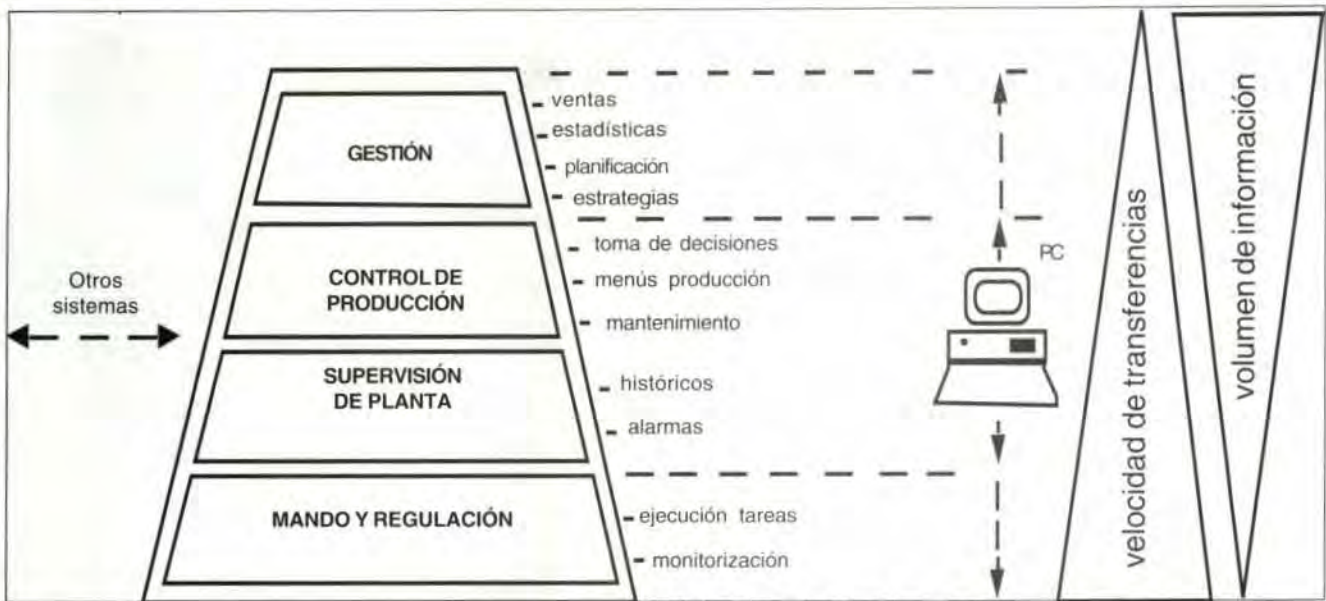 ventas
estadísticas
GESTIÓN
planificación
estrategias
toma de decisiones
CONTROL DE
PRODUCCIÓN
menús producción
mantenimiento
Otros
sistemas
SUPERVISIÓN
DE PLANTA
históricos
alarmas
MANDO Y REGULACIÓN
ejecución tareas
monitorización
PC
velocidad de transferencias
volumen de información